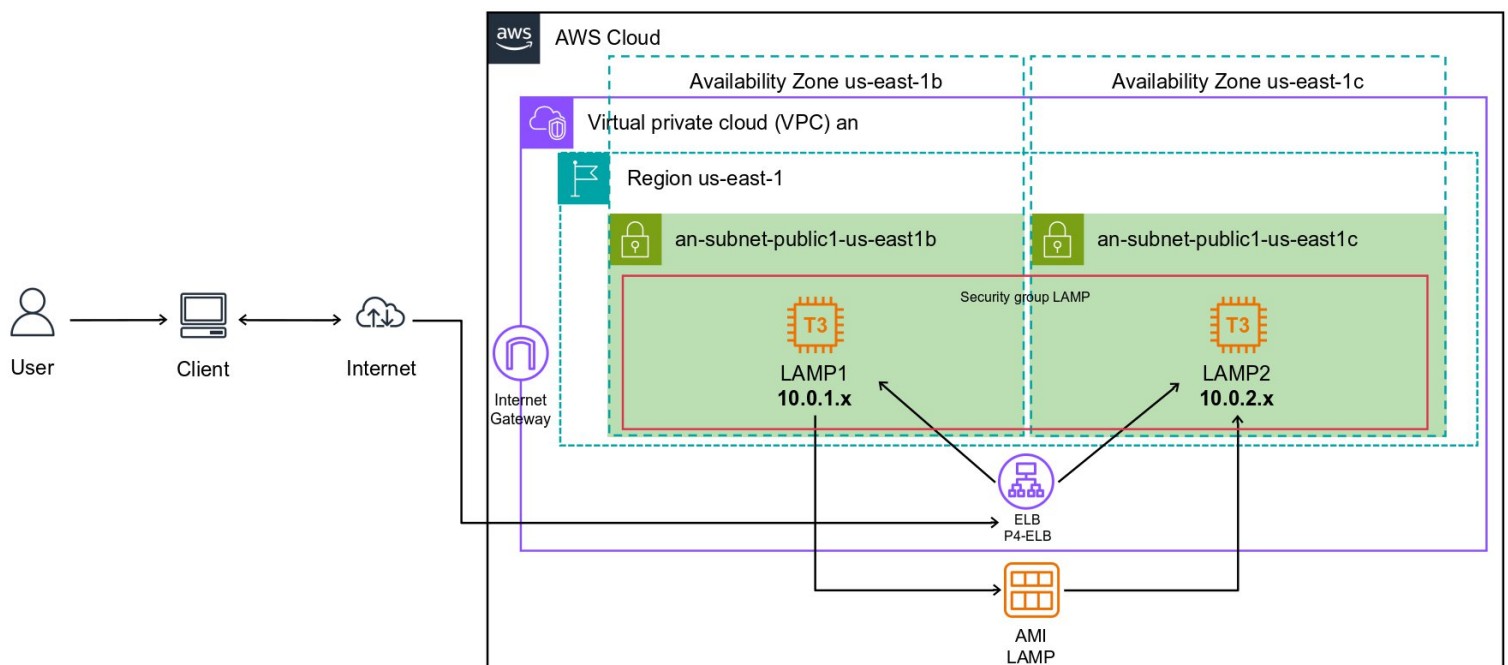 aws
AWS Cloud
Availability Zone us-east-1b
Availability Zone us-east-1c
Virtual private cloud (VPC) an
Region us-east-1
an-subnet-public1-us-east1b
an-subnet-public1-us-east1c
Security group LAMP
T3
T3
User
Client
Internet
Internet
Gateway
LAMP1
10.0.1.x
LAMP2
10.0.2.x
ELB
P4-ELB
AMI
LAMP